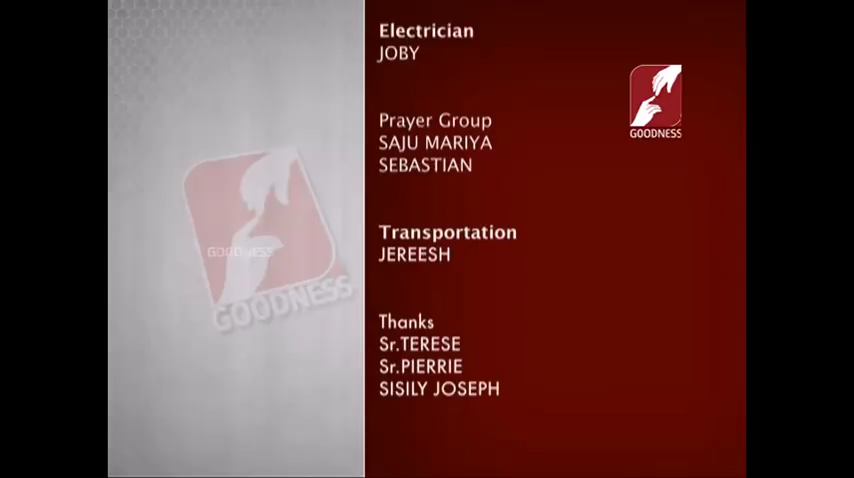 Electrician
JOBY
Prayer Group
SAJU MARIYA
SEBASTIAN
Transportation
JEREESH
Thanks
Sr.TERESE
Sr.PIERRIE
SISILY JOSEPH
GOODNESS
GOODNESS
GOODNESS